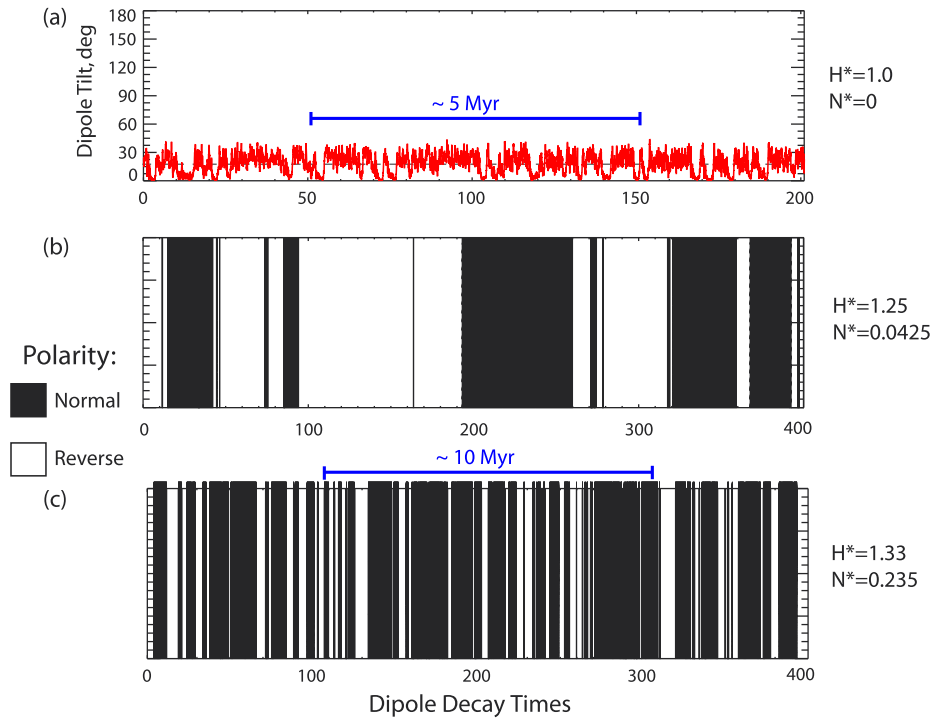 (a)
Dipole Tilt, deg
180
150
120
90
60
30
0
~ 5 Myr
0
50
100
150
200
H*=1.0
N*=0
(b)
0
100
200
300
400
H*=1.25
N*=0.0425
Polarity:
Normal
Reverse
~ 10 Myr
(c)
0
100
200
300
400
H*=1.33
N*=0.235
Dipole Decay Times